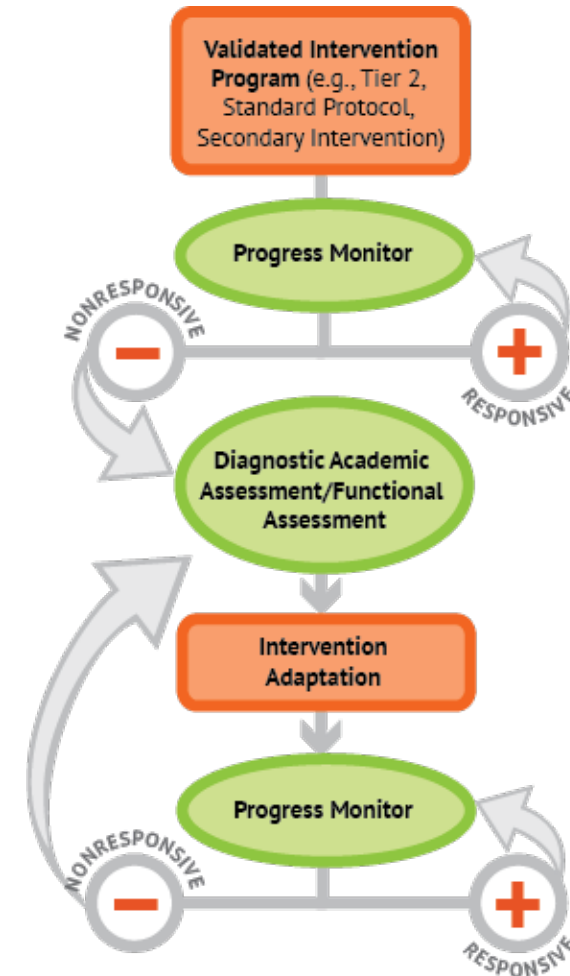 Validated Intervention
Program (e.g., Tier 2,
Standard Protocol,
Secondary Intervention)
Progress Monitor
NONRESPONSIVE
−
+
RESPONSIVE
Diagnostic Academic
Assessment/Functional
Assessment
Intervention
Adaptation
Progress Monitor
NONRESPONSIVE
−
+
RESPONSIVE